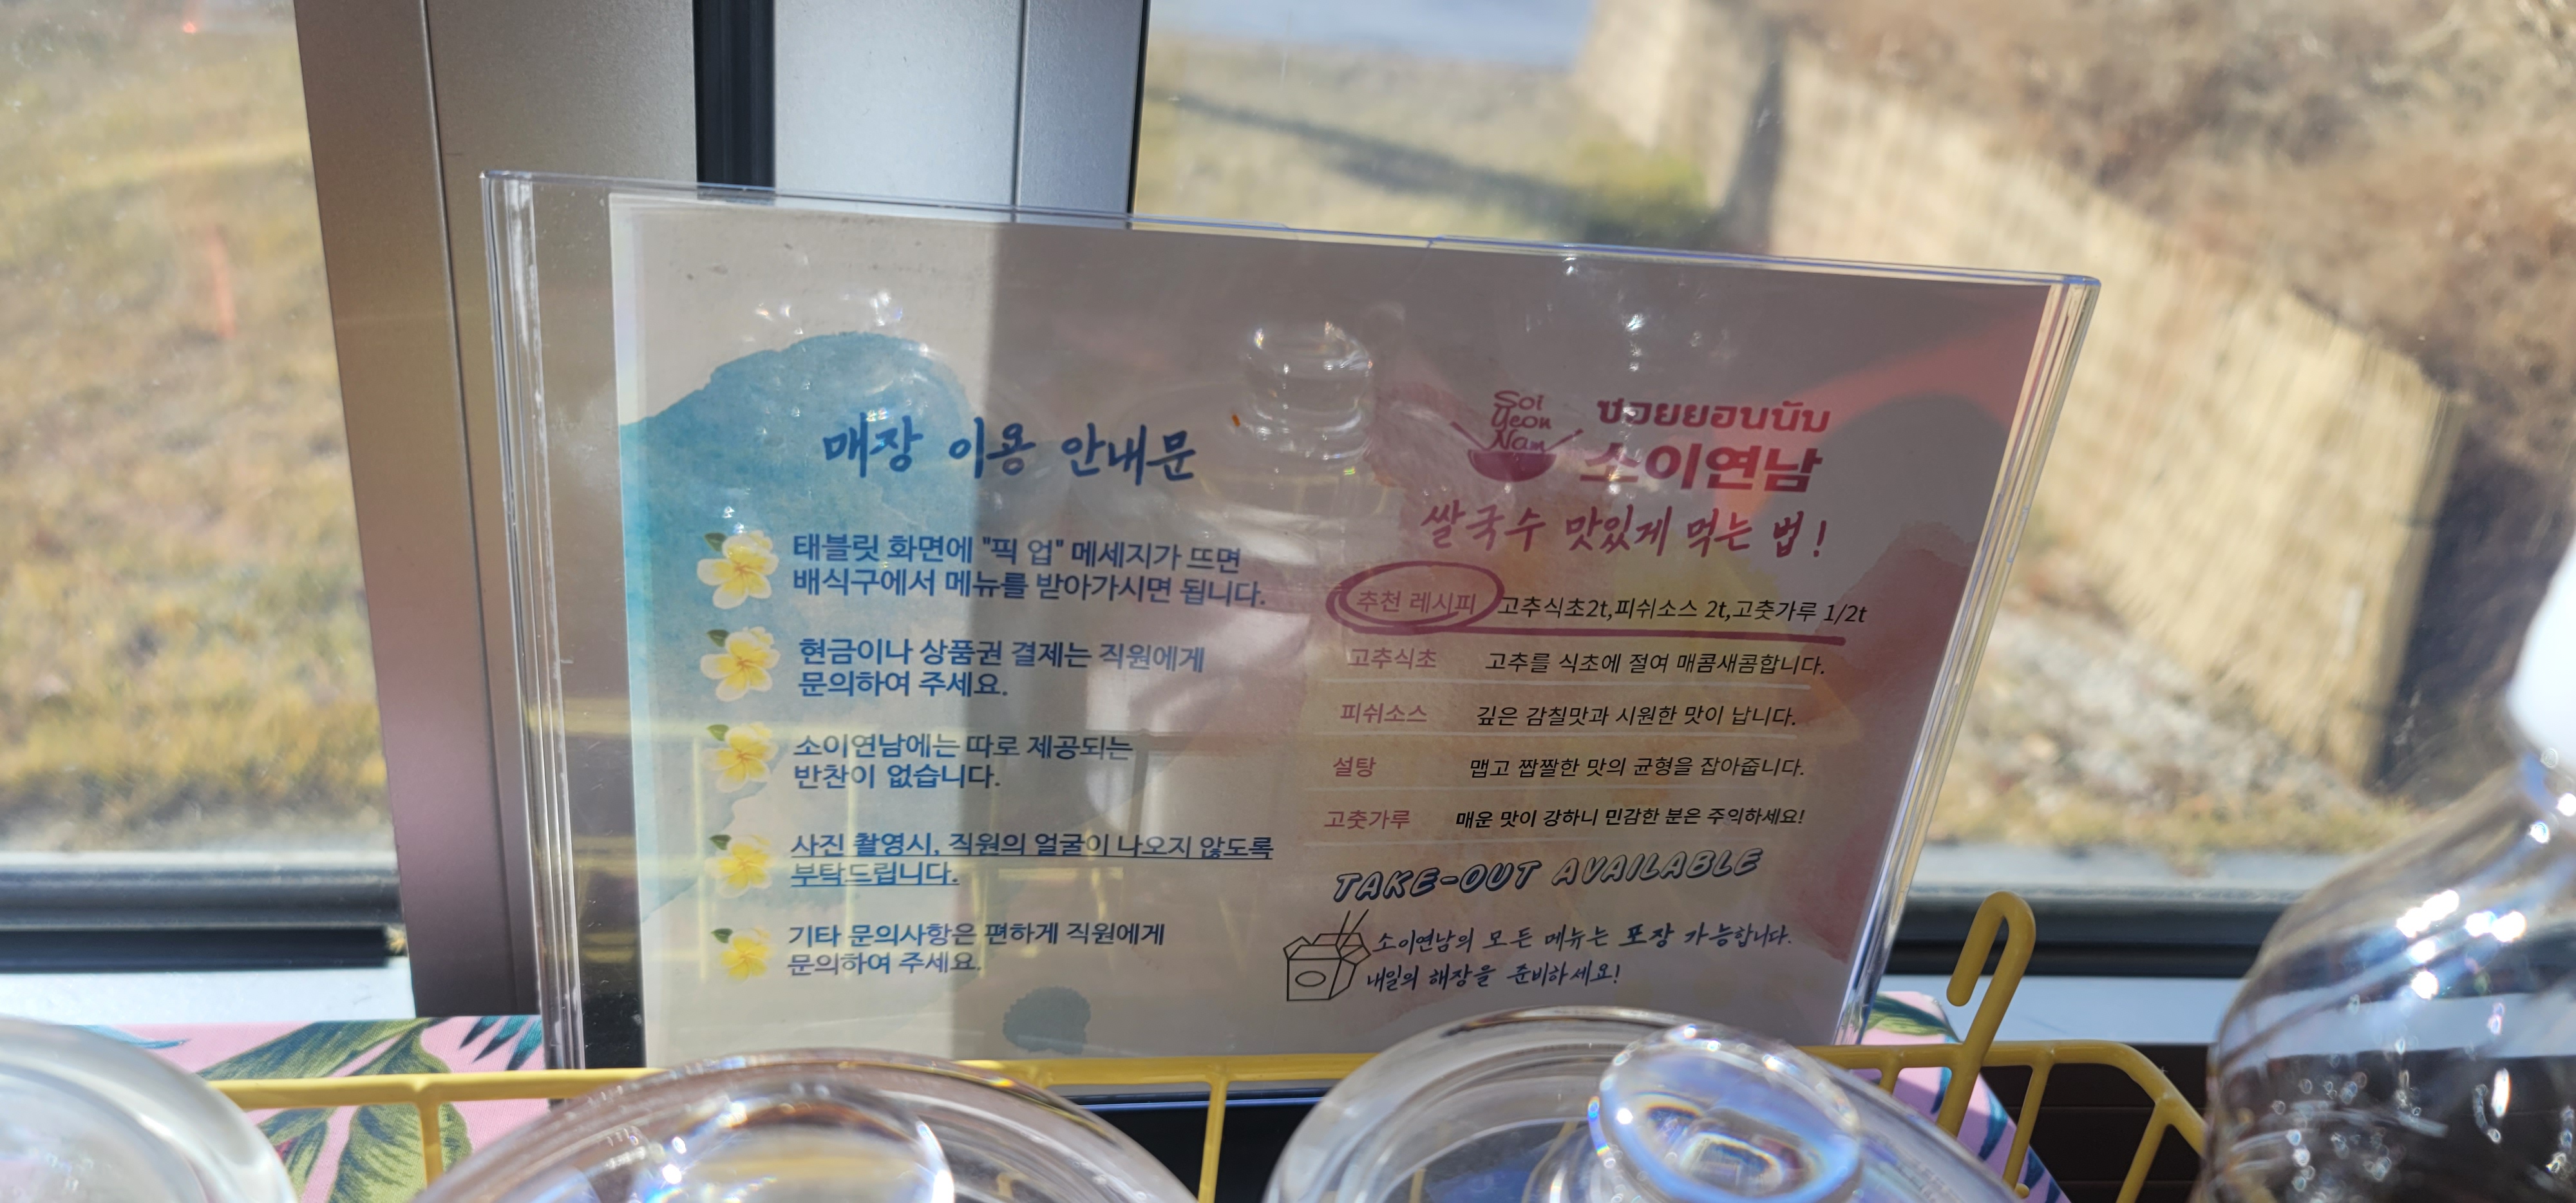 매장 이용 안내문
태블릿 화면에 "픽 업" 메세지가 뜨면
배식구에서 메뉴를 받아가시면 됩니다.
현금이나 상품권 결제는 직원에게
문의하여 주세요.
소이연남에는 따로 제공되는
반찬이 없습니다.
사진 촬영시, 직원의 얼굴이 나오지 않도록
부탁드립니다.
기타 문의사항은 편하게 직원에게
문의하여 주세요.
Soi
Yeon
Nam
ซอยยอนนัม
소이연남
쌀국수 맛있게 먹는 법!
추천 레시피 고추식초2t,피쉬소스 2t,고춧가루 1/2t
고추식초 고추를 식초에 절여 매콤새콤합니다.
피쉬소스 깊은 감칠맛과 시원한 맛이 납니다.
설탕 맵고 짭짤한 맛의 균형을 잡아줍니다.
고춧가루 매운 맛이 강하니 민감한 분은 주의하세요!
TAKE-OUT AVAILABLE
소이연남의 모든 메뉴는 포장 가능합니다.
내일의 해장을 준비하세요!